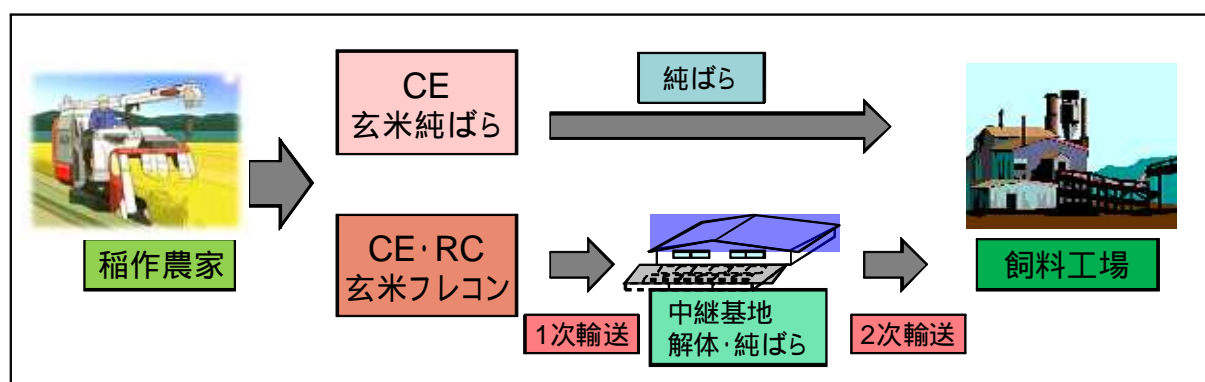 稲作農家
CE
玄米純ばら
純ばら
CE・RC
玄米フレコン
1次輸送
中継基地
解体・純ばら
2次輸送
飼料工場